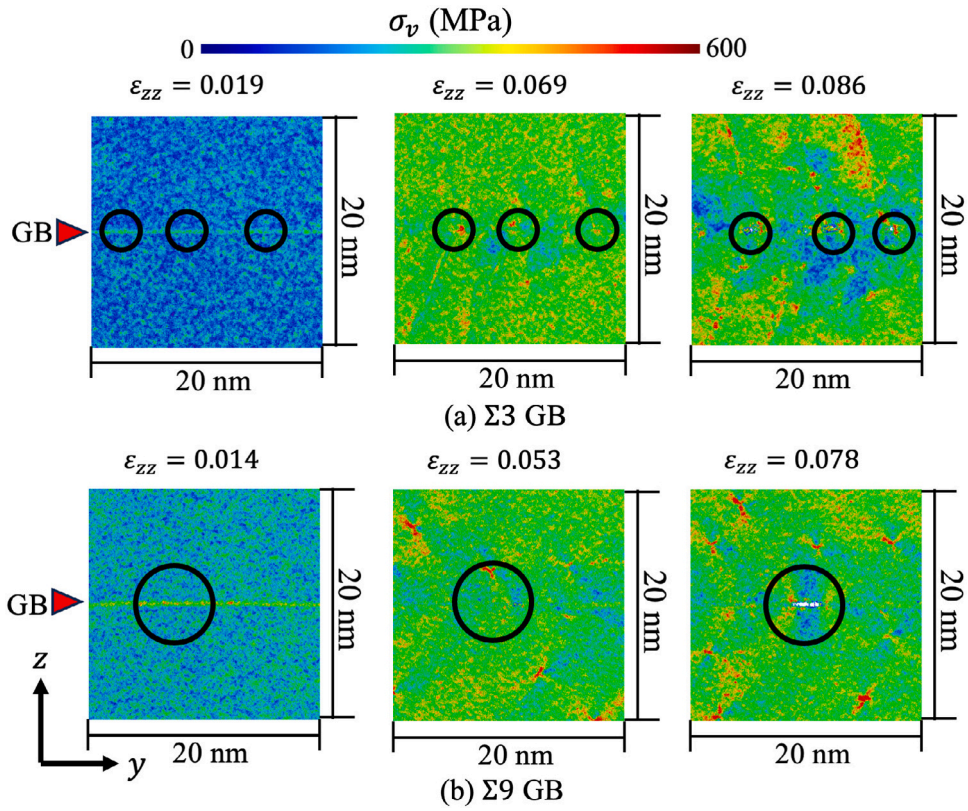 σᵥ (MPa)
0 600
ε_zz = 0.019 ε_zz = 0.069 ε_zz = 0.086
GB
20 nm 20 nm 20 nm
20 nm 20 nm 20 nm
(a) Σ3 GB
ε_zz = 0.014 ε_zz = 0.053 ε_zz = 0.078
GB
20 nm 20 nm 20 nm
z
y
20 nm 20 nm 20 nm
(b) Σ9 GB